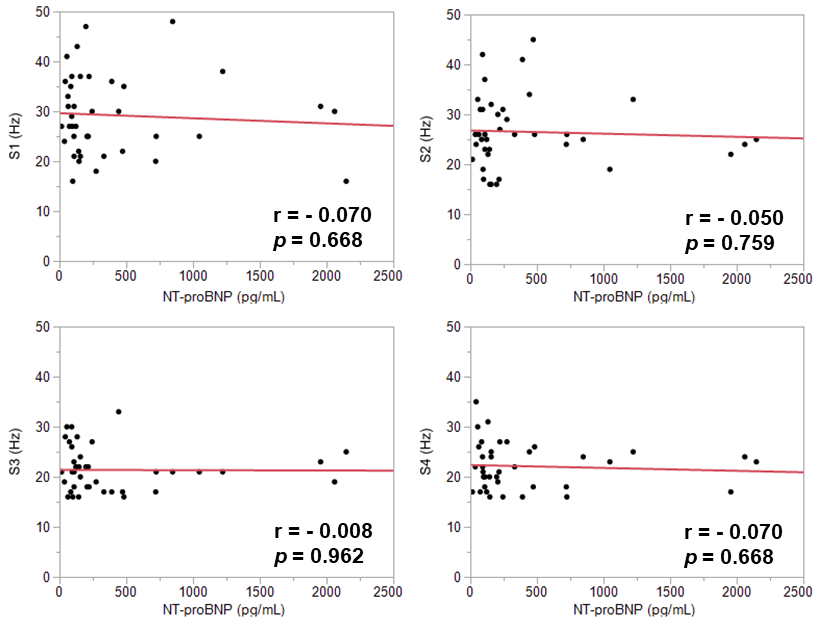 50
40
30
20
10
0
S1 (Hz)
r = - 0.070
p = 0.668
0 500 1000 1500 2000 2500
NT-proBNP (pg/mL)
50
40
30
20
10
0
S2 (Hz)
r = - 0.050
p = 0.759
0 500 1000 1500 2000 2500
NT-proBNP (pg/mL)
50
40
30
20
10
0
S3 (Hz)
r = - 0.008
p = 0.962
0 500 1000 1500 2000 2500
NT-proBNP (pg/mL)
50
40
30
20
10
0
S4 (Hz)
r = - 0.070
p = 0.668
0 500 1000 1500 2000 2500
NT-proBNP (pg/mL)